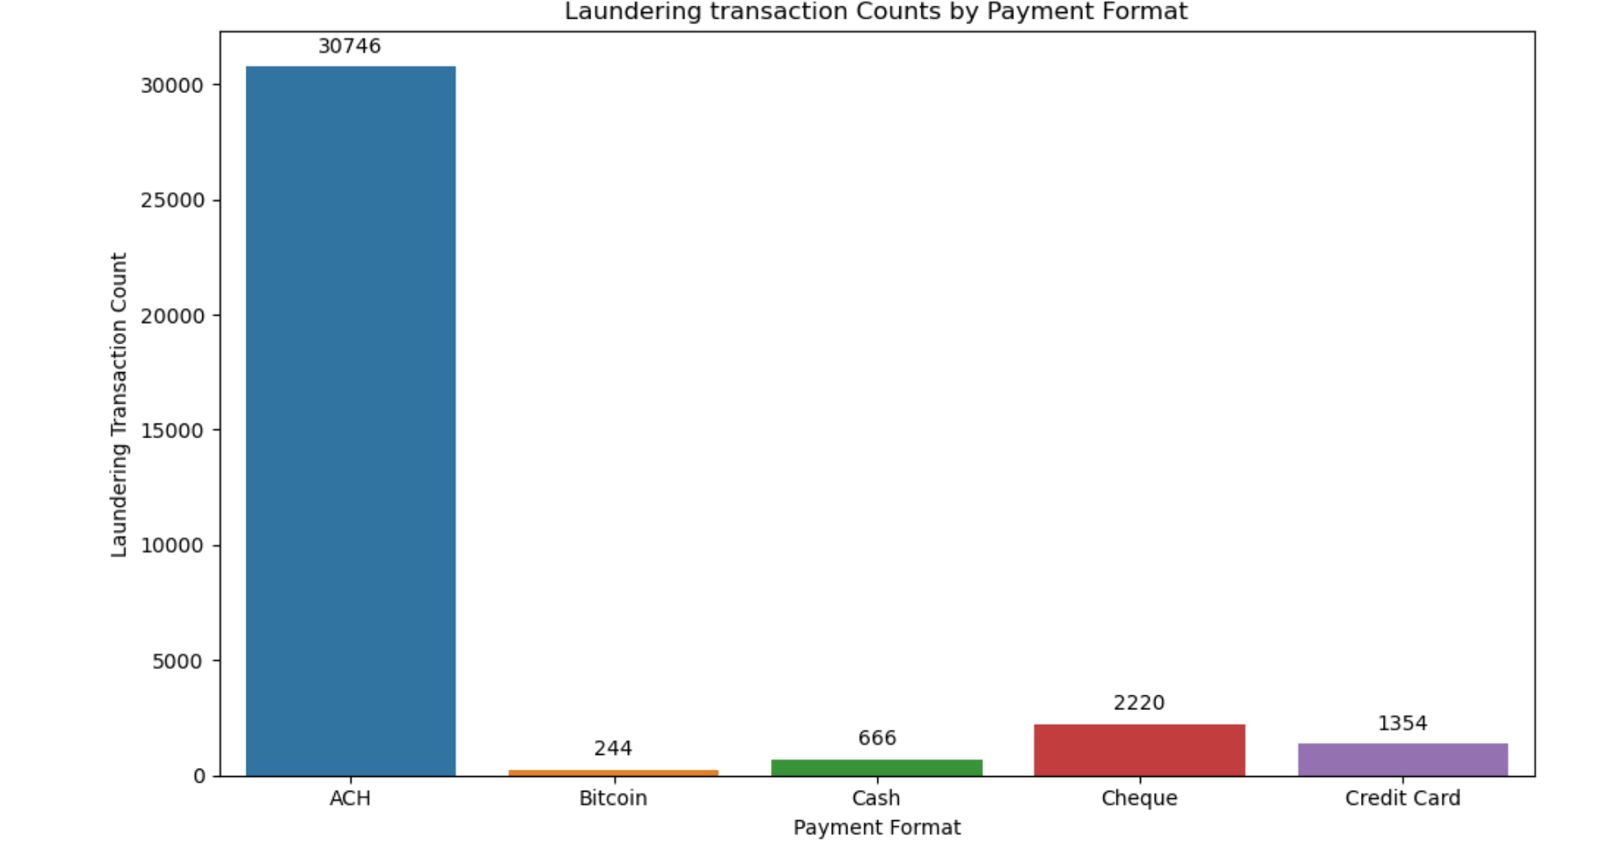 Laundering transaction Counts by Payment Format
30746
30000
25000
20000
15000
10000
5000
0
Laundering Transaction Count
244
666
2220
1354
ACH
Bitcoin
Cash
Cheque
Credit Card
Payment Format